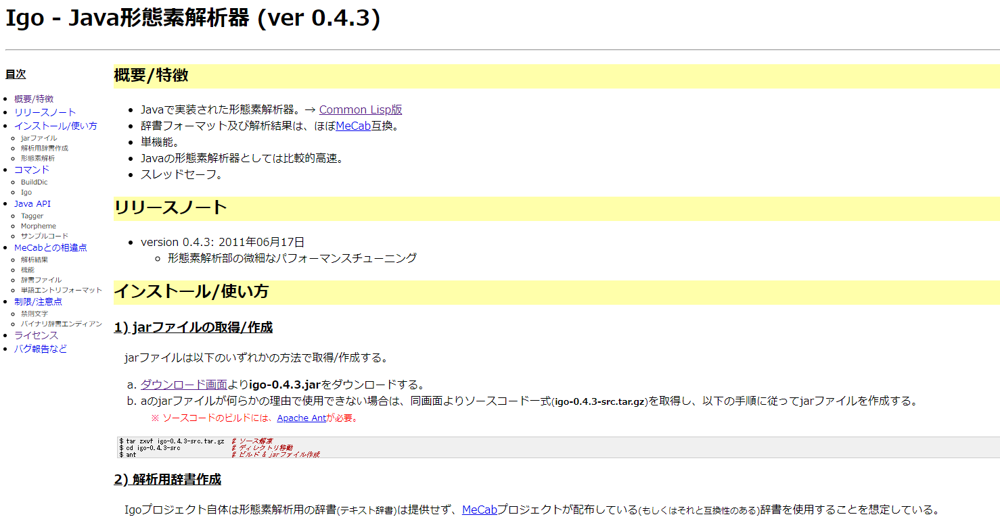 Igo - Java形態素解析器 (ver 0.4.3)
目次
概要/特徴
リリースノート
インストール/使い方
jarファイル
解析用辞書作成
形態素解析
コマンド
BuildDic
Igo
Java API
Tagger
Morpheme
サンプルコード
MeCabとの相違点
解析結果
機能
辞書ファイル
単語エントリフォーマット
制限/注意点
禁則文字
バイナリ辞書エンディアン
ライセンス
バグ報告など
概要/特徴
Javaで実装された形態素解析器。→ Common Lisp版
辞書フォーマット及び解析結果は、ほぼMeCab互換。
単機能。
Javaの形態素解析器としては比較的高速。
スレッドセーフ。
リリースノート
version 0.4.3: 2011年06月17日
形態素解析部の微細なパフォーマンスチューニング
インストール/使い方
1) jarファイルの取得/作成
jarファイルは以下のいずれかの方法で取得/作成する。
a. ダウンロード画面よりigo-0.4.3.jarをダウンロードする。
b. aのjarファイルが何らかの理由で使用できない場合は、同画面よりソースコード一式(igo-0.4.3-src.tar.gz)を取得し、以下の手順に従ってjarファイルを作成する。
※ ソースコードのビルドには、Apache Antが必要。
$ tar zxvf igo-0.4.3-src.tar.gz # ソース解凍
$ cd igo-0.4.3-src # ディレクトリ移動
$ ant # ビルド & jarファイル作成
2) 解析用辞書作成
Igoプロジェクト自体は形態素解析用の辞書(テキスト辞書)は提供せず、MeCabプロジェクトが配布している(もしくはそれと互換性のある)辞書を使用することを想定している。